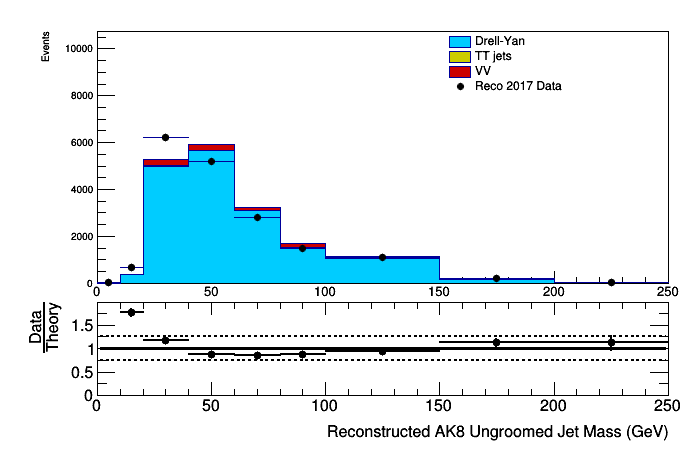 Events
10000
8000
6000
4000
2000
0
Drell-Yan
TT jets
VV
Reco 2017 Data
0 50 100 150 200 250
Data
Theory
1.5
1
0.5
0
0 50 100 150 200 250
Reconstructed AK8 Ungroomed Jet Mass (GeV)